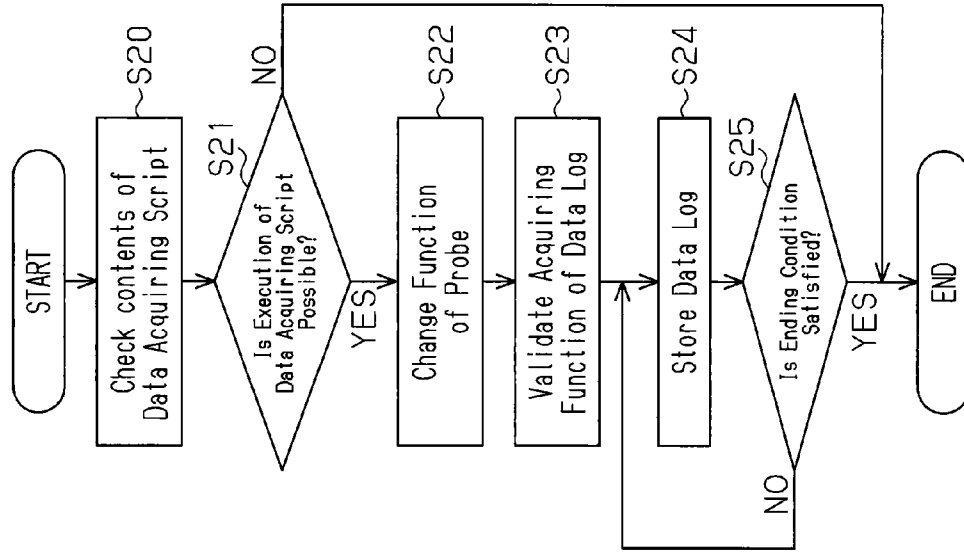 START
Check contents of
Data Acquiring Script
S20
Is Execution of
Data Acquiring Script
Possible?
S21
NO
YES
Change Function
of Probe
S22
Validate Acquiring
Function of Data Log
S23
Store Data Log
S24
Is Ending Condition
Satisfied?
S25
NO
YES
END